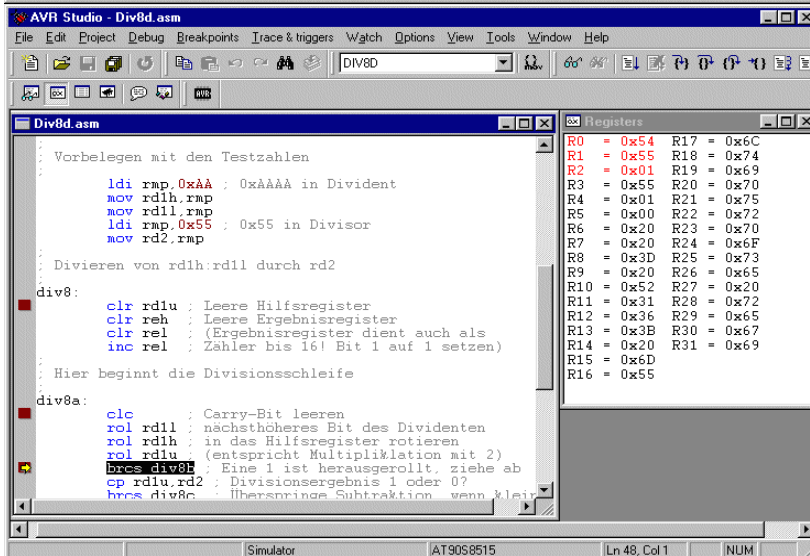 AVR Studio - Div8d.asm
File Edit Project Debug Breakpoints Trace & triggers Watch Options View Tools Window Help
DIV8D
AVR
Div8d.asm
;
; Vorbelegen mit den Testzahlen
;
ldi rmp,0xAA ; 0xAAAA in Divident
mov rd1h,rmp
mov rd1l,rmp
ldi rmp,0x55 ; 0x55 in Divisor
mov rd2,rmp
;
; Divieren von rd1h:rd1l durch rd2
;
div8:
clr rd1u ; Leere Hilfsregister
clr reh ; Leere Ergebnisregister
clr rel ; (Ergebnisregister dient auch als
inc rel ; Zähler bis 16! Bit 1 auf 1 setzen)
;
; Hier beginnt die Divisionsschleife
;
div8a:
clc ; Carry-Bit leeren
rol rd1l ; nächsthöheres Bit des Dividenten
rol rd1h ; in das Hilfsregister rotieren
rol rd1u ; (entspricht Multipliklation mit 2)
brcs div8b ; Eine 1 ist herausgerollt, ziehe ab
cp rd1u,rd2 ; Divisionsergebnis 1 oder 0?
brcs div8c ; Überspringe Subtraktion, wenn klein
Registers
R0 = 0x54 R17 = 0x6C
R1 = 0x55 R18 = 0x74
R2 = 0x01 R19 = 0x69
R3 = 0x55 R20 = 0x70
R4 = 0x01 R21 = 0x75
R5 = 0x00 R22 = 0x72
R6 = 0x20 R23 = 0x70
R7 = 0x20 R24 = 0x6F
R8 = 0x3D R25 = 0x73
R9 = 0x20 R26 = 0x65
R10 = 0x52 R27 = 0x20
R11 = 0x31 R28 = 0x72
R12 = 0x36 R29 = 0x65
R13 = 0x3B R30 = 0x67
R14 = 0x20 R31 = 0x69
R15 = 0x6D
R16 = 0x55
Simulator AT90S8515 Ln 48, Col 1 NUM